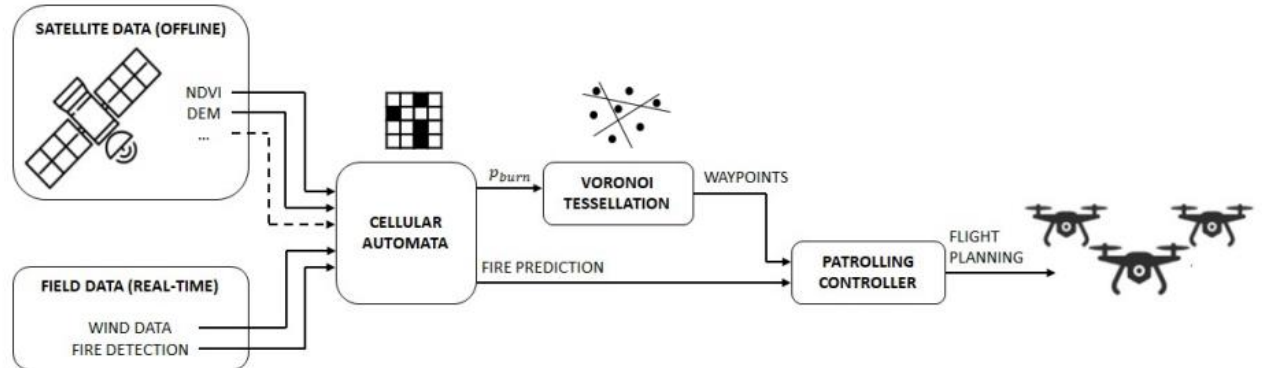 SATELLITE DATA (OFFLINE)
NDVI
DEM
...
CELLULAR
AUTOMATA
p_burn
VORONOI
TESSELLATION
WAYPOINTS
FIRE PREDICTION
PATROLLING
CONTROLLER
FLIGHT
PLANNING
FIELD DATA (REAL-TIME)
WIND DATA
FIRE DETECTION